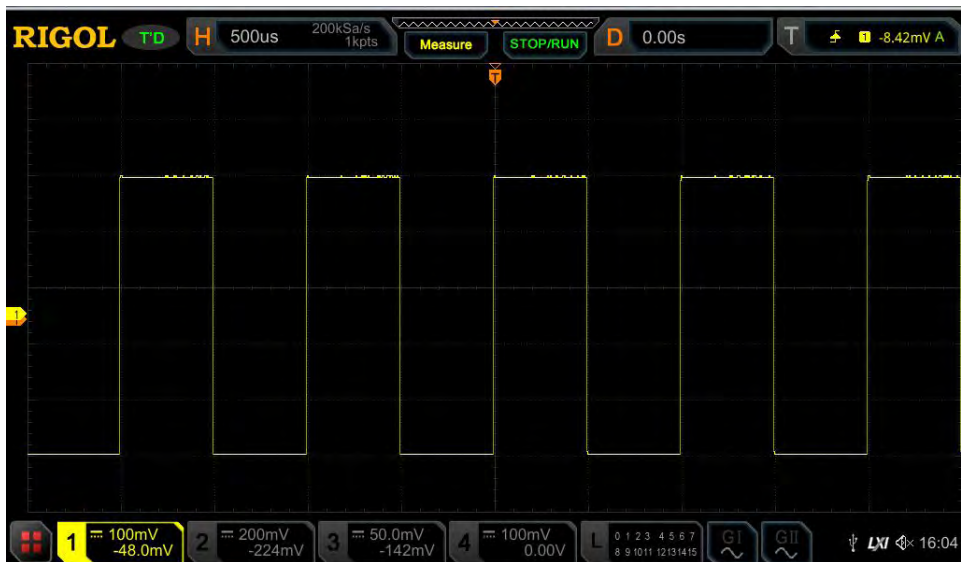 RIGOL T'D H 500us 200kSa/s Measure STOP/RUN D 0.00s T 1 -8.42mV A
1kpts
T
1
1 100mV 2 200mV 3 50.0mV 4 100mV L 0 1 2 3 4 5 6 7 GI GII
-48.0mV -224mV -142mV 0.00V 8 9 10 11 12 13 14 15
LXI 16:04